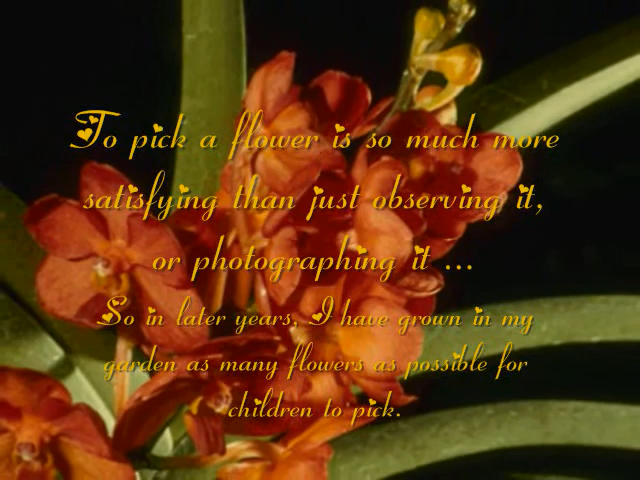 To pick a flower is so much more
satisfying than just observing it,
or photographing it ...
So in later years, I have grown in my
garden as many flowers as possible for
children to pick.